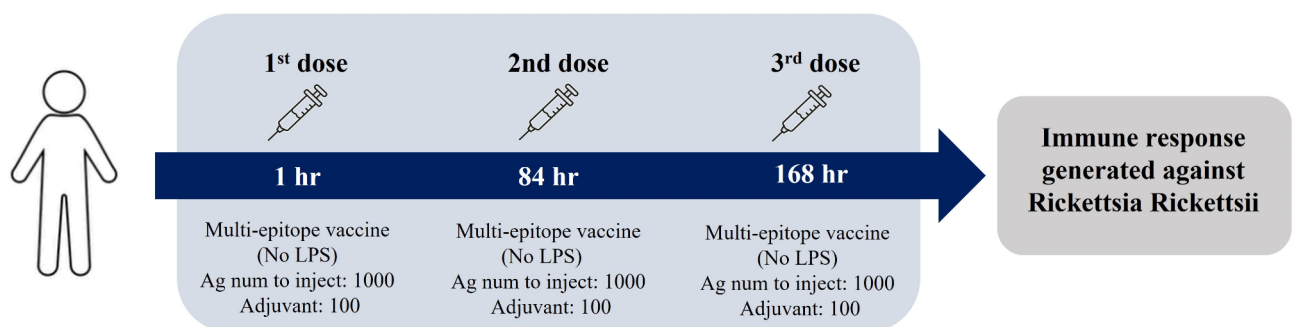 1st dose
2nd dose
3rd dose
1 hr
84 hr
168 hr
Multi-epitope vaccine
(No LPS)
Ag num to inject: 1000
Adjuvant: 100
Multi-epitope vaccine
(No LPS)
Ag num to inject: 1000
Adjuvant: 100
Multi-epitope vaccine
(No LPS)
Ag num to inject: 1000
Adjuvant: 100
Immune response
generated against
Rickettsia Rickettsii